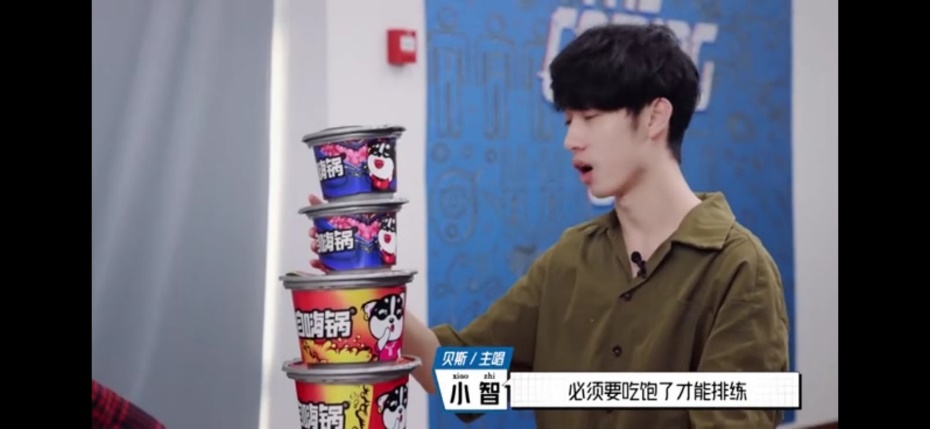 嗨锅
自嗨锅
自嗨锅
自嗨锅
贝斯 / 主唱
xiao zhi
小智
必须要吃饱了才能排练